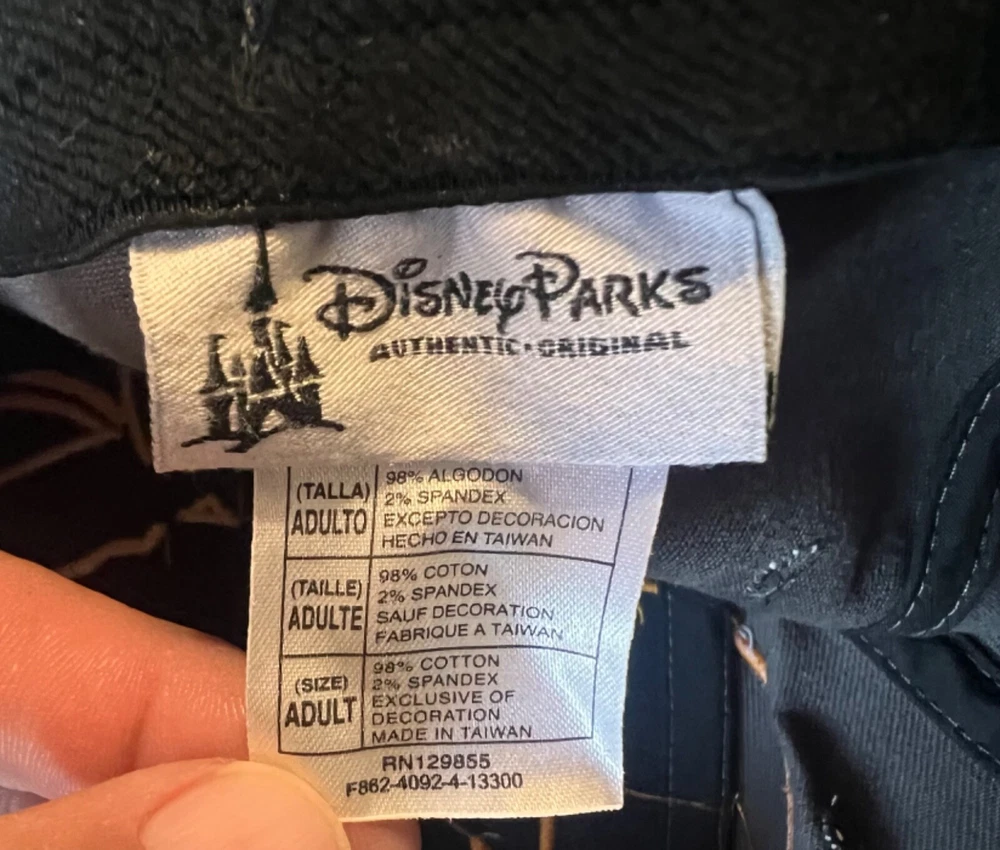 DISNEY PARKS
AUTHENTIC • ORIGINAL
(TALLA)
ADULTO
98% ALGODON
2% SPANDEX
EXCEPTO DECORACION
HECHO EN TAIWAN
(TAILLE)
ADULTE
98% COTON
2% SPANDEX
SAUF DECORATION
FABRIQUE A TAIWAN
(SIZE)
ADULT
98% COTTON
2% SPANDEX
EXCLUSIVE OF
DECORATION
MADE IN TAIWAN
RN129855
F862-4092-4-13300